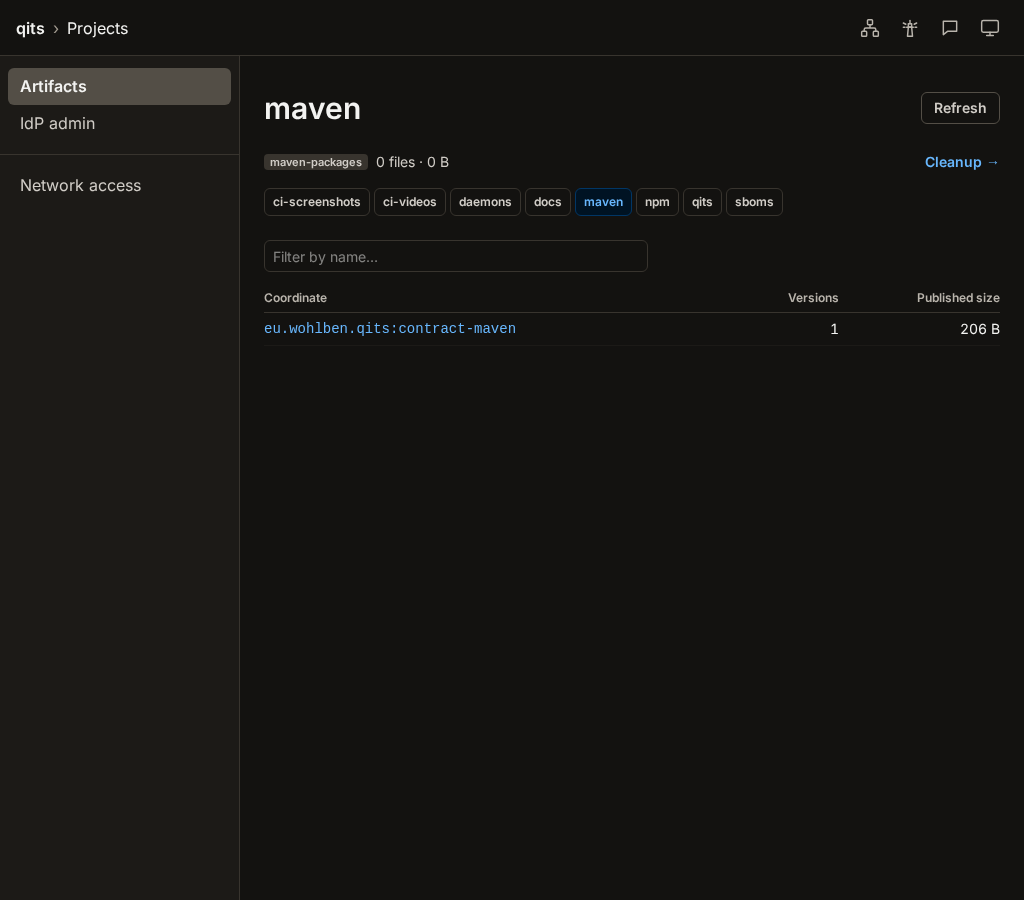 qits › Projects
Artifacts
IdP admin
Network access
maven
Refresh
maven-packages 0 files · 0 B
Cleanup →
ci-screenshots ci-videos daemons docs maven npm qits sboms
Filter by name...
Coordinate Versions Published size
eu.wohlben.qits:contract-maven 1 206 B